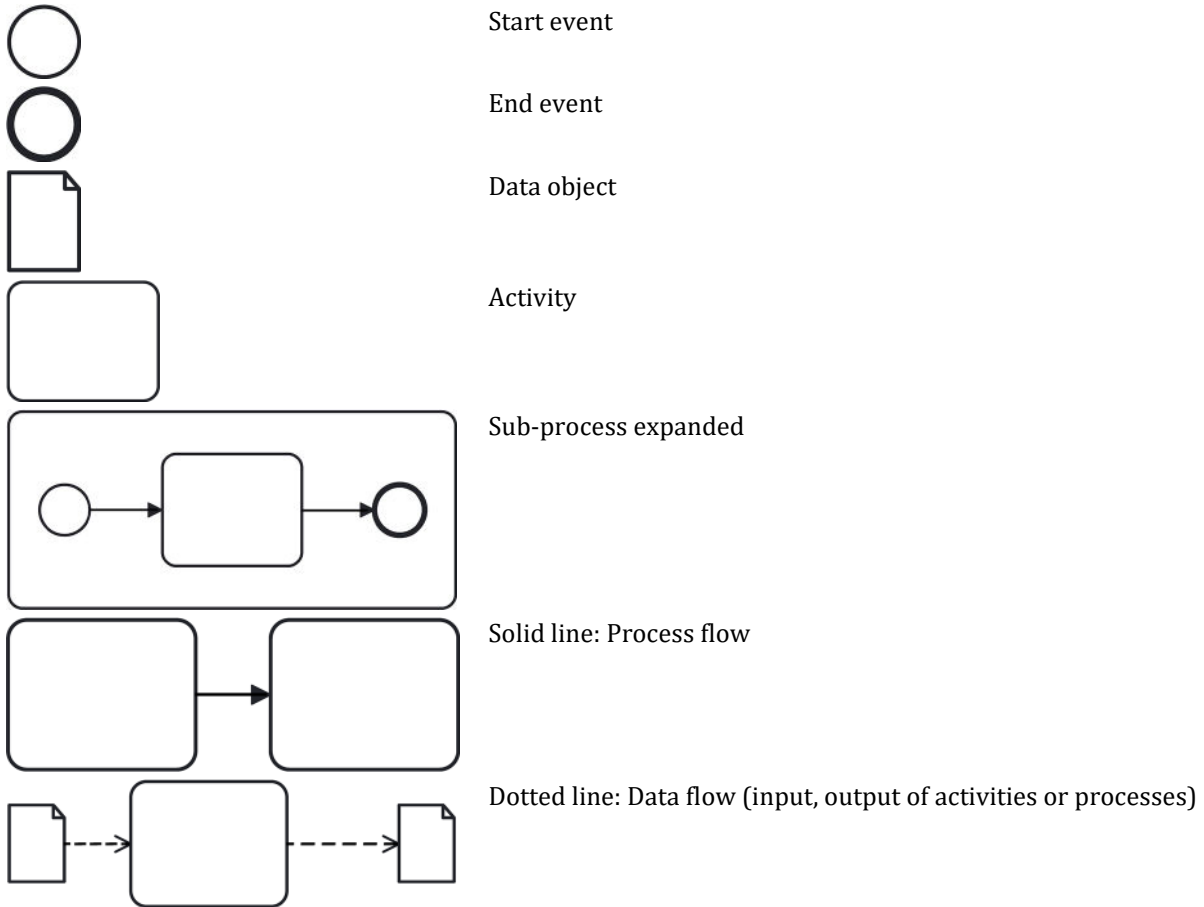 Start event
End event
Data object
Activity
Sub-process expanded
Solid line: Process flow
Dotted line: Data flow (input, output of activities or processes)